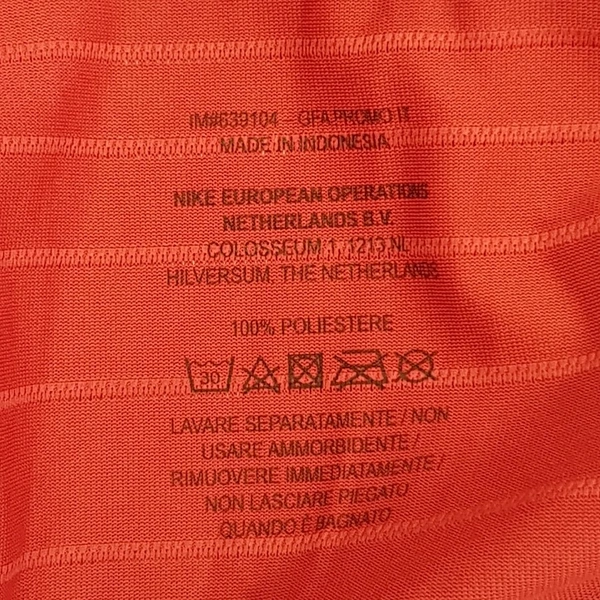 IM#639104 - GFA PROMO IT
MADE IN INDONESIA
NIKE EUROPEAN OPERATIONS
NETHERLANDS B.V.
COLOSSEUM 1, 1213 NL
HILVERSUM, THE NETHERLANDS
100% POLIESTERE
30
LAVARE SEPARATAMENTE / NON
USARE AMMORBIDENTE /
RIMUOVERE IMMEDIATAMENTE /
NON LASCIARE PIEGATO
QUANDO É BAGNATO